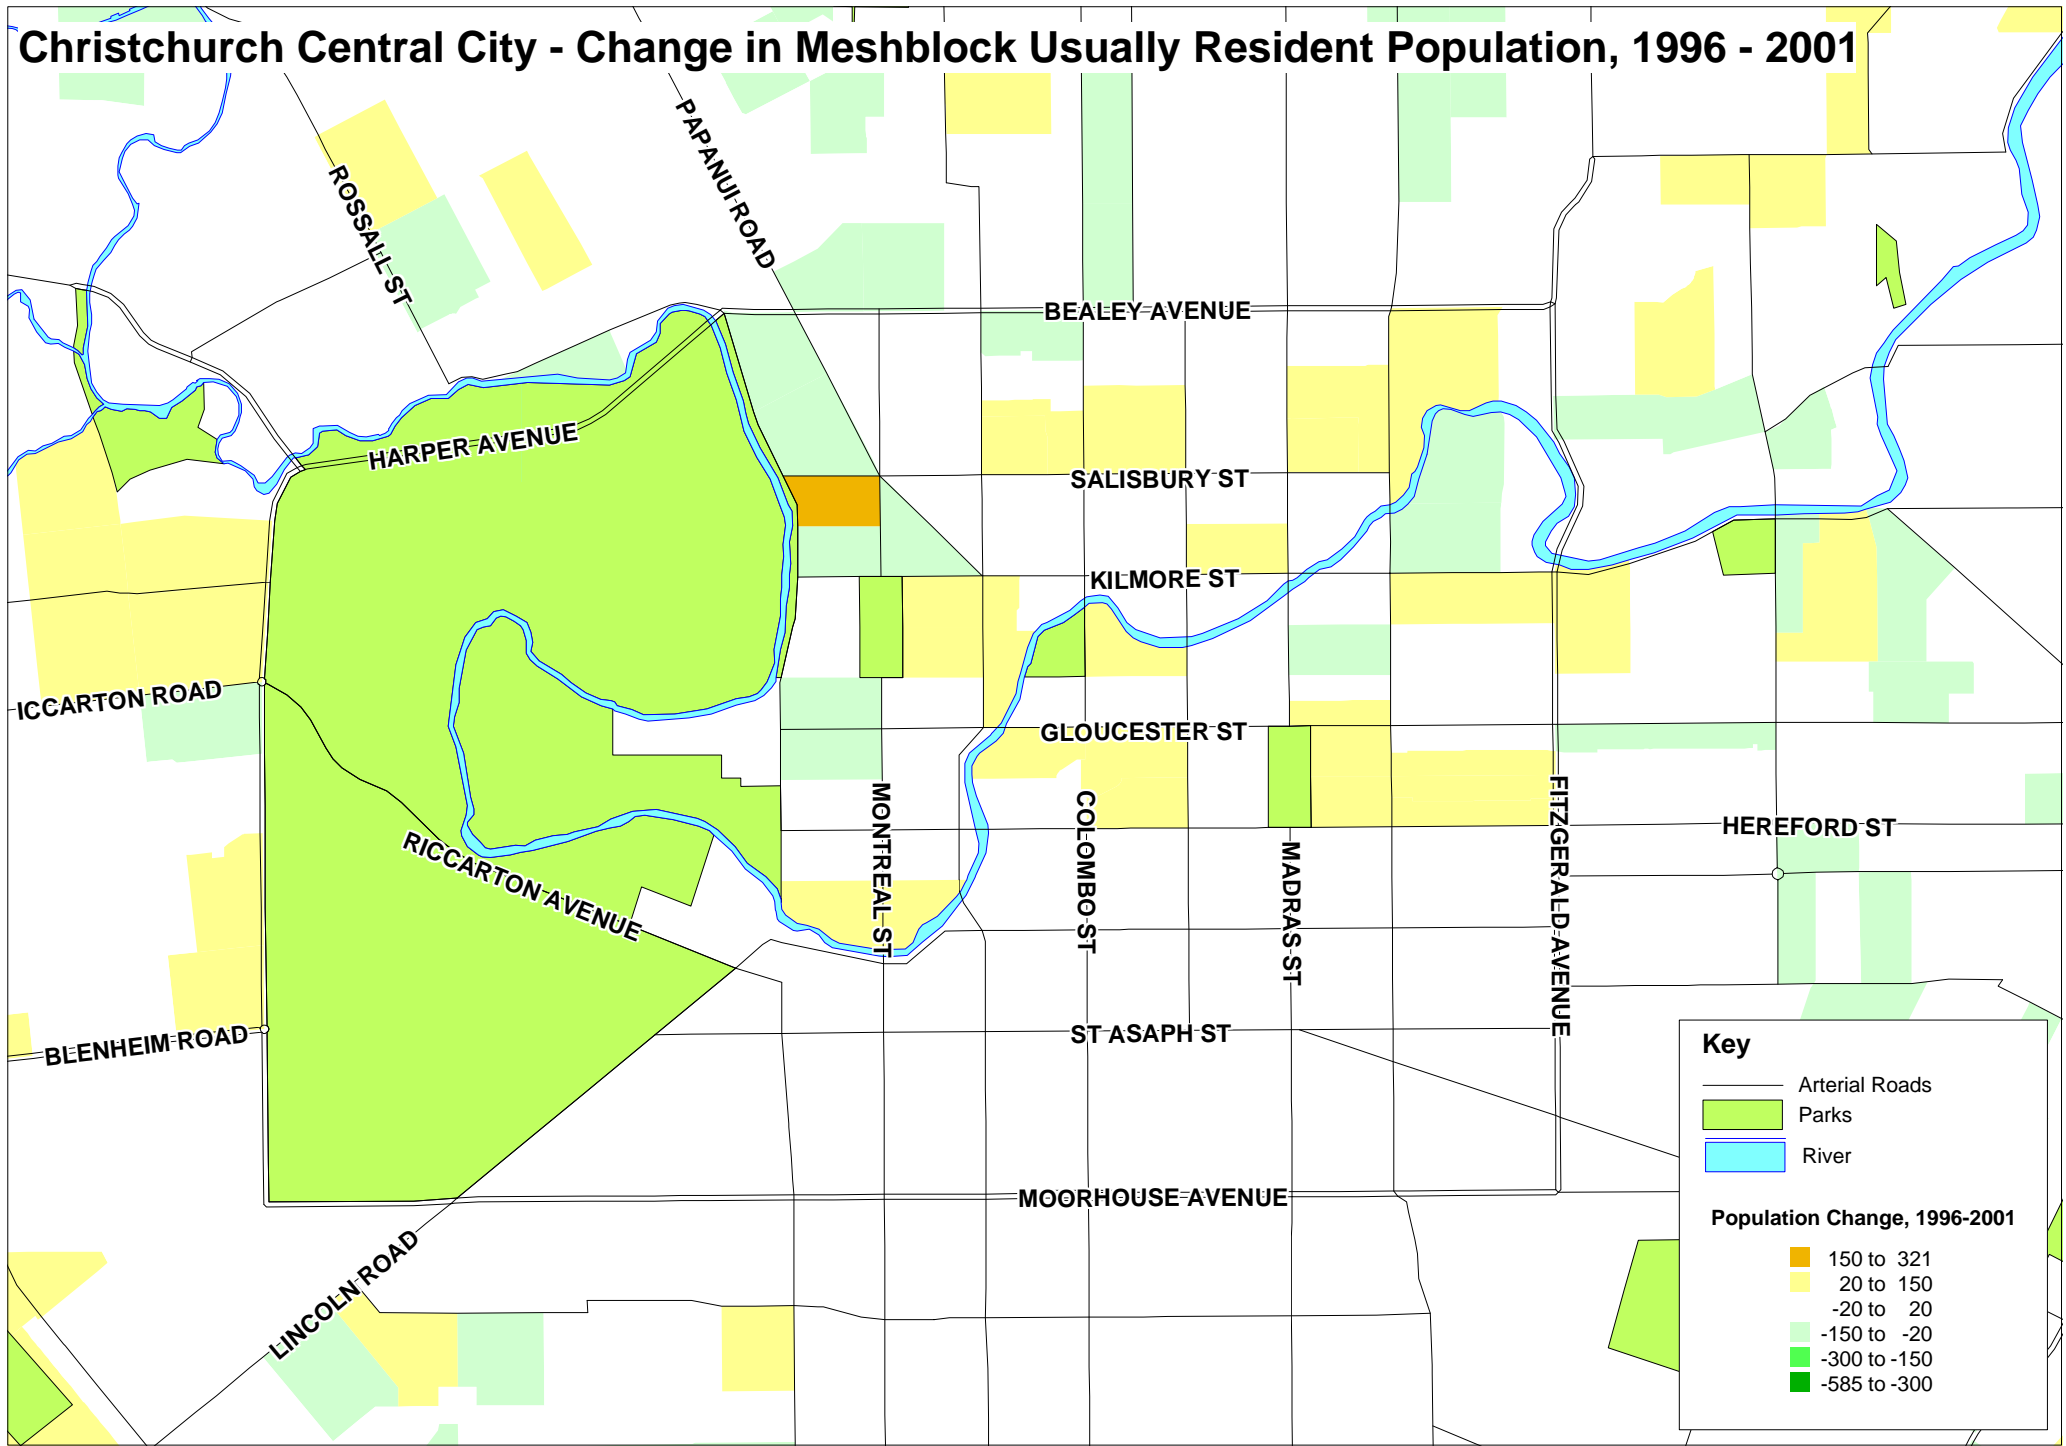 Christchurch Central City - Change in Meshblock Usually Resident Population, 1996 - 2001
PAPANUI ROAD
ROSSALL ST
BEALEY AVENUE
HARPER AVENUE
SALISBURY ST
KILMORE ST
ICCARTON ROAD
GLOUCESTER ST
MONTREAL ST
COLOMBO ST
MADRAS ST
FITZGERALD AVENUE
HEREFORD ST
RICCARTON AVENUE
BLENHEIM ROAD
ST ASAPH ST
MOORHOUSE AVENUE
LINCOLN ROAD
Key
Arterial Roads
Parks
River
Population Change, 1996-2001
150 to 321
20 to 150
-20 to 20
-150 to -20
-300 to -150
-585 to -300